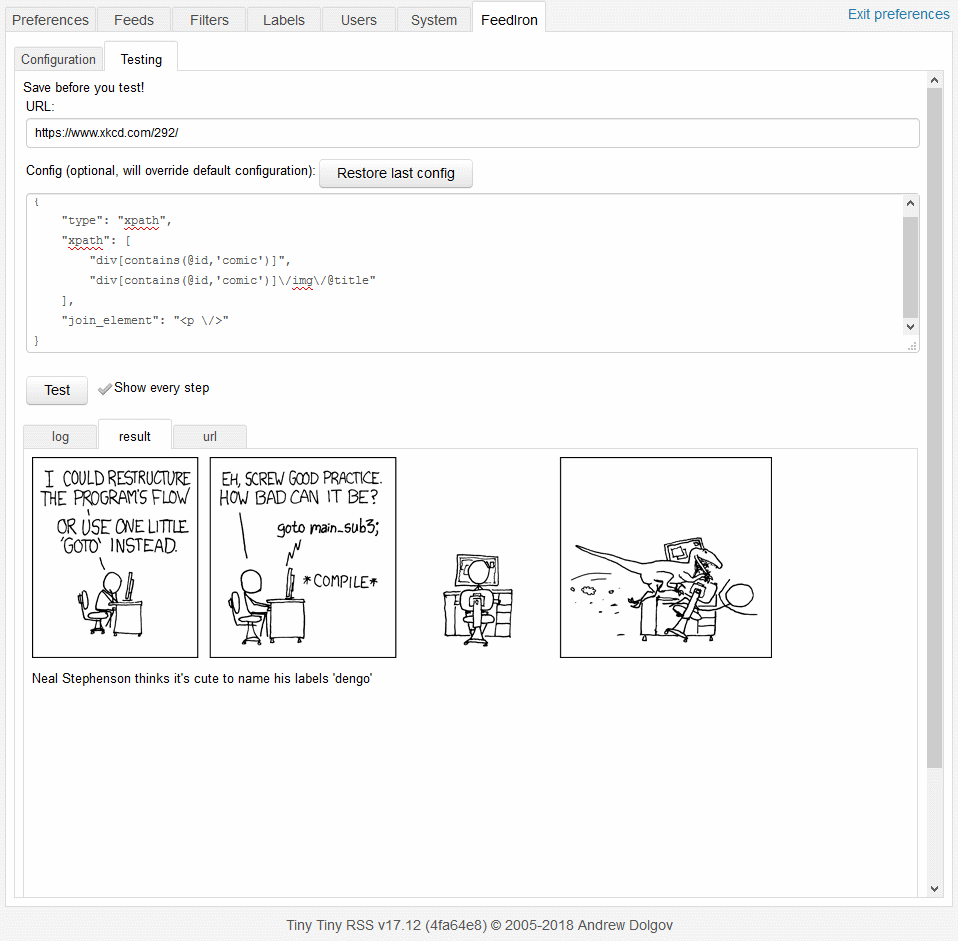 Preferences Feeds Filters Labels Users System FeedIron Exit preferences
Configuration Testing
Save before you test!
URL:
https://www.xkcd.com/292/
Config (optional, will override default configuration): Restore last config
{
"type": "xpath",
"xpath": [
"div[contains(@id,'comic')]",
"div[contains(@id,'comic')]\/img\/@title"
],
"join_element": "<p \/>"
}
Test Show every step
log result url
I COULD RESTRUCTURE
THE PROGRAM'S FLOW
OR USE ONE LITTLE
'GOTO' INSTEAD.
EH, SCREW GOOD PRACTICE.
HOW BAD CAN IT BE?
goto main_sub3;
*COMPILE*
Neal Stephenson thinks it's cute to name his labels 'dengo'
Tiny Tiny RSS v17.12 (4fa64e8) © 2005-2018 Andrew Dolgov